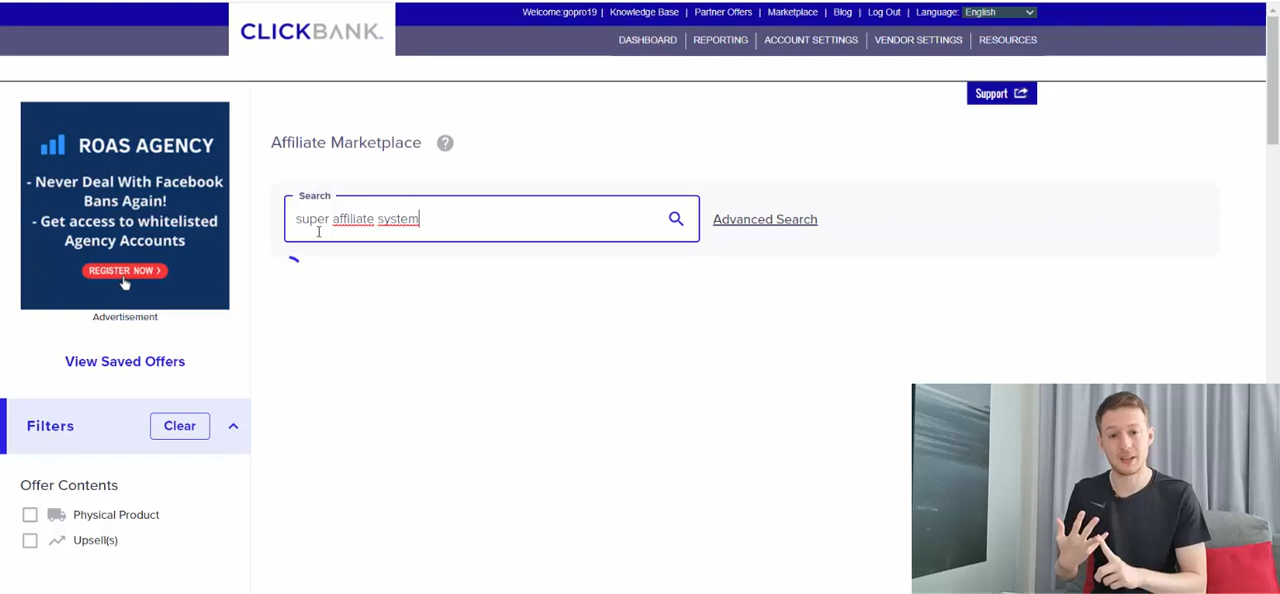 Welcome:gopro19 | Knowledge Base | Partner Offers | Marketplace | Blog | Log Out | Language: English
CLICKBANK.
DASHBOARD | REPORTING | ACCOUNT SETTINGS | VENDOR SETTINGS | RESOURCES
Support
ROAS AGENCY
- Never Deal With Facebook
Bans Again!
- Get access to whitelisted
Agency Accounts
REGISTER NOW >
Advertisement
View Saved Offers
Filters
Clear
Offer Contents
Physical Product
Upsell(s)
Affiliate Marketplace ?
Search
super affiliate system
Advanced Search